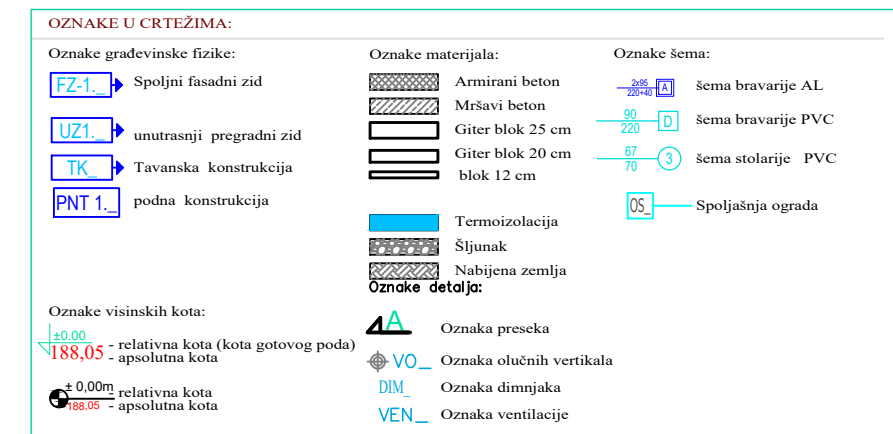 OZNAKE U CRTEŽIMA:
Oznake građevinske fizike:
FZ-1._ Spoljni fasadni zid
UZ1._ unutrasnji pregradni zid
TK_ Tavanska konstrukcija
PNT 1._ podna konstrukcija
Oznake materijala:
Armirani beton
Mršavi beton
Giter blok 25 cm
Giter blok 20 cm
blok 12 cm
Termoizolacija
Šljunak
Nabijena zemlja
Oznake šema:
2x95
220+40 A šema bravarije AL
90
220 D šema bravarije PVC
67
70 3 šema stolarije PVC
OS_ Spoljašnja ograda
Oznake visinskih kota:
±0.00 - relativna kota (kota gotovog poda)
188,05 - apsolutna kota
± 0,00m - relativna kota
188,05 - apsolutna kota
Oznake detalja:
A Oznaka preseka
VO_ Oznaka olučnih vertikala
DIM_ Oznaka dimnjaka
VEN_ Oznaka ventilacije